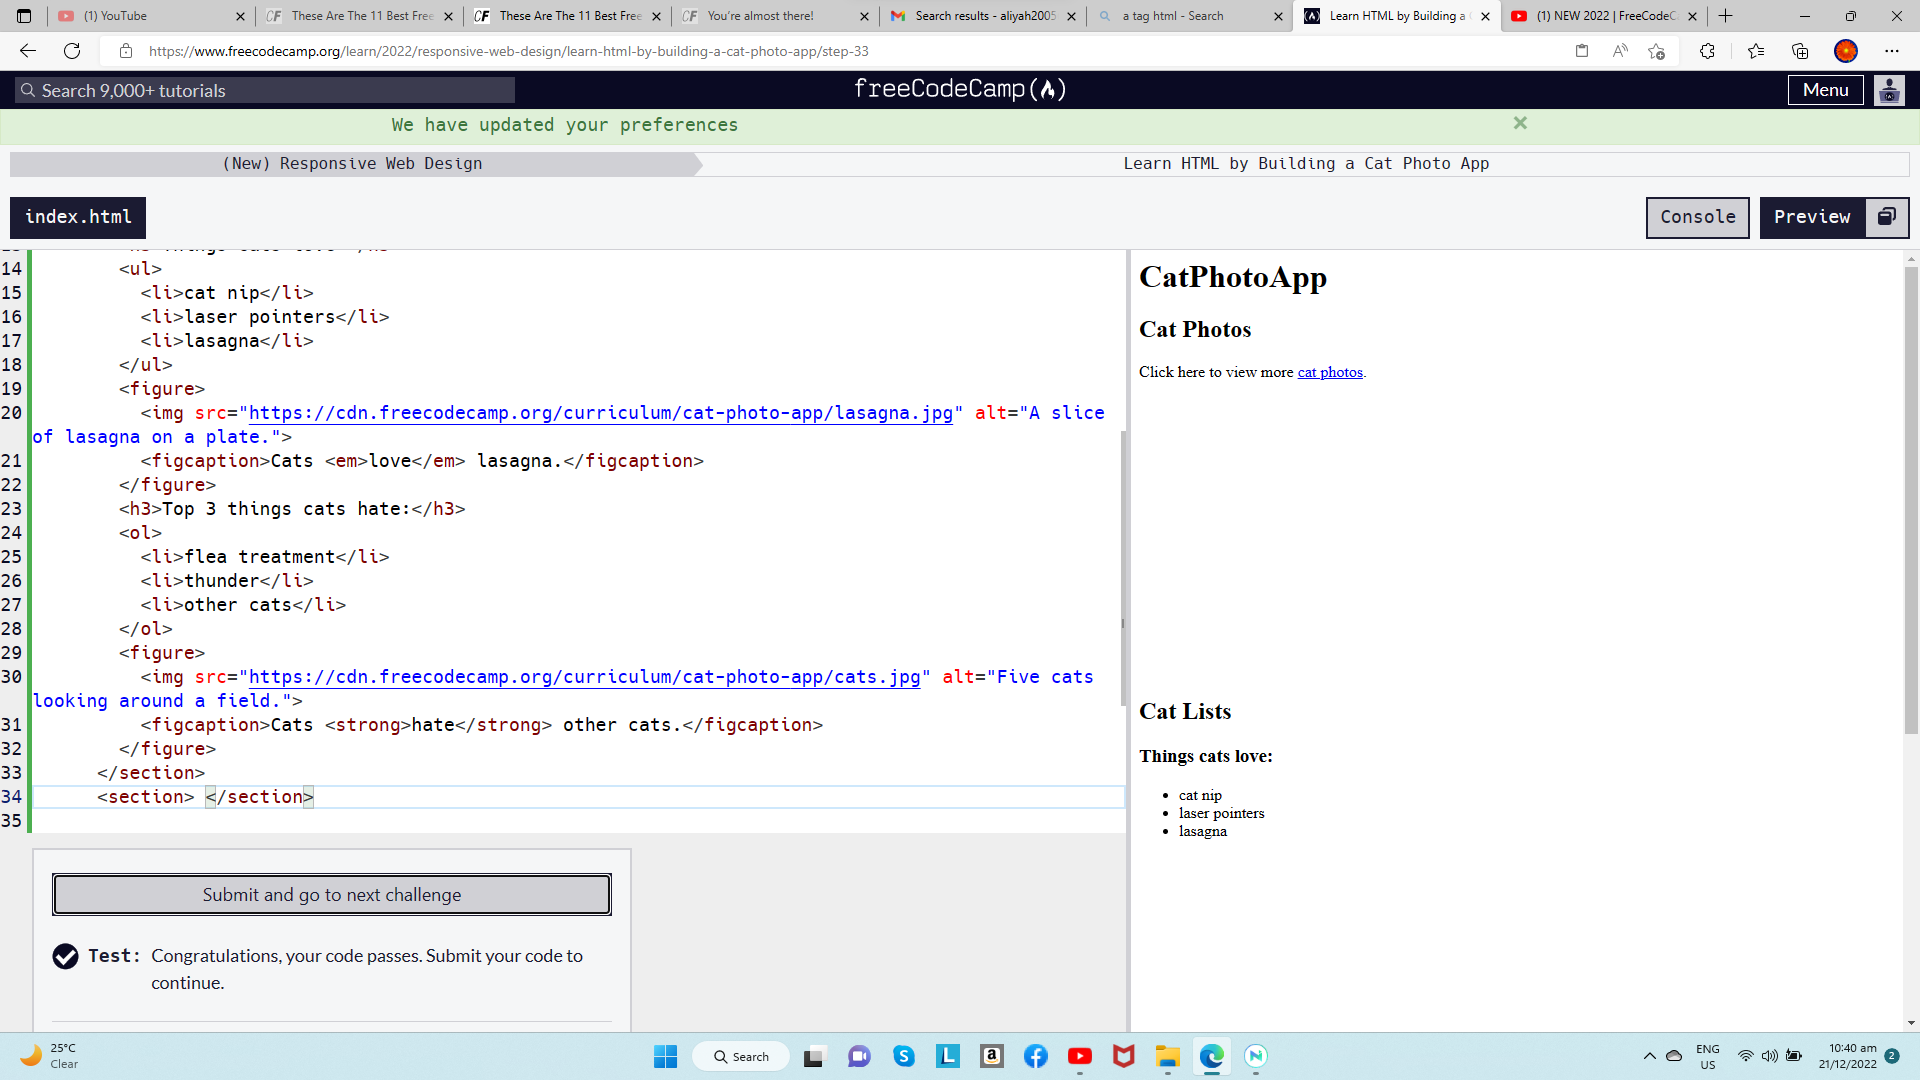 (1) YouTube
These Are The 11 Best Free
These Are The 11 Best Free
You're almost there!
Search results - aliyah2005
a tag html - Search
Learn HTML by Building a
(1) NEW 2022 | FreeCodeC
https://www.freecodecamp.org/learn/2022/responsive-web-design/learn-html-by-building-a-cat-photo-app/step-33
Search 9,000+ tutorials
freeCodeCamp
Menu
We have updated your preferences
(New) Responsive Web Design
Learn HTML by Building a Cat Photo App
index.html
Console
Preview
14 <ul>
15 <li>cat nip</li>
16 <li>laser pointers</li>
17 <li>lasagna</li>
18 </ul>
19 <figure>
20 <img src="https://cdn.freecodecamp.org/curriculum/cat-photo-app/lasagna.jpg" alt="A slice
of lasagna on a plate.">
21 <figcaption>Cats <em>love</em> lasagna.</figcaption>
22 </figure>
23 <h3>Top 3 things cats hate:</h3>
24 <ol>
25 <li>flea treatment</li>
26 <li>thunder</li>
27 <li>other cats</li>
28 </ol>
29 <figure>
30 <img src="https://cdn.freecodecamp.org/curriculum/cat-photo-app/cats.jpg" alt="Five cats
looking around a field.">
31 <figcaption>Cats <strong>hate</strong> other cats.</figcaption>
32 </figure>
33 </section>
34 <section> </section>
35
Submit and go to next challenge
Test: Congratulations, your code passes. Submit your code to
continue.
CatPhotoApp
Cat Photos
Click here to view more cat photos.
Cat Lists
Things cats love:
• cat nip
• laser pointers
• lasagna
25°C
Clear
Search
ENG
US
10:40 am
21/12/2022
2